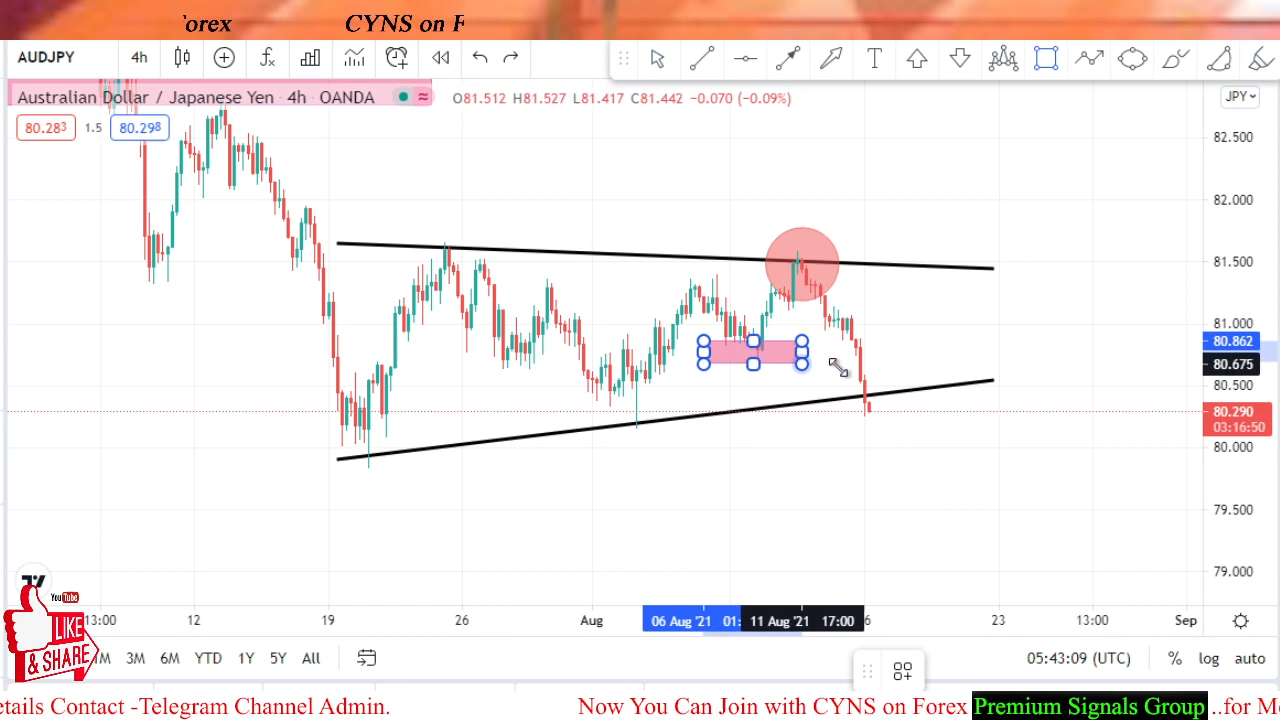 orex CYNS on F
AUDJPY 4h
Australian Dollar / Japanese Yen · 4h · OANDA O81.512 H81.527 L81.417 C81.442 −0.070 (−0.09%) JPY
80.283 1.5 80.298
82.500
82.000
81.500
81.000
80.862
80.675
80.500
80.290
03:16:50
80.000
79.500
79.000
13:00 12 19 26 Aug 06 Aug '21 01: 11 Aug '21 17:00 6 23 13:00 Sep
YouTube
LIKE
& SHARE
1M 3M 6M YTD 1Y 5Y All 05:43:09 (UTC) % log auto
etails Contact -Telegram Channel Admin. Now You Can Join with CYNS on Forex Premium Signals Group ..for M